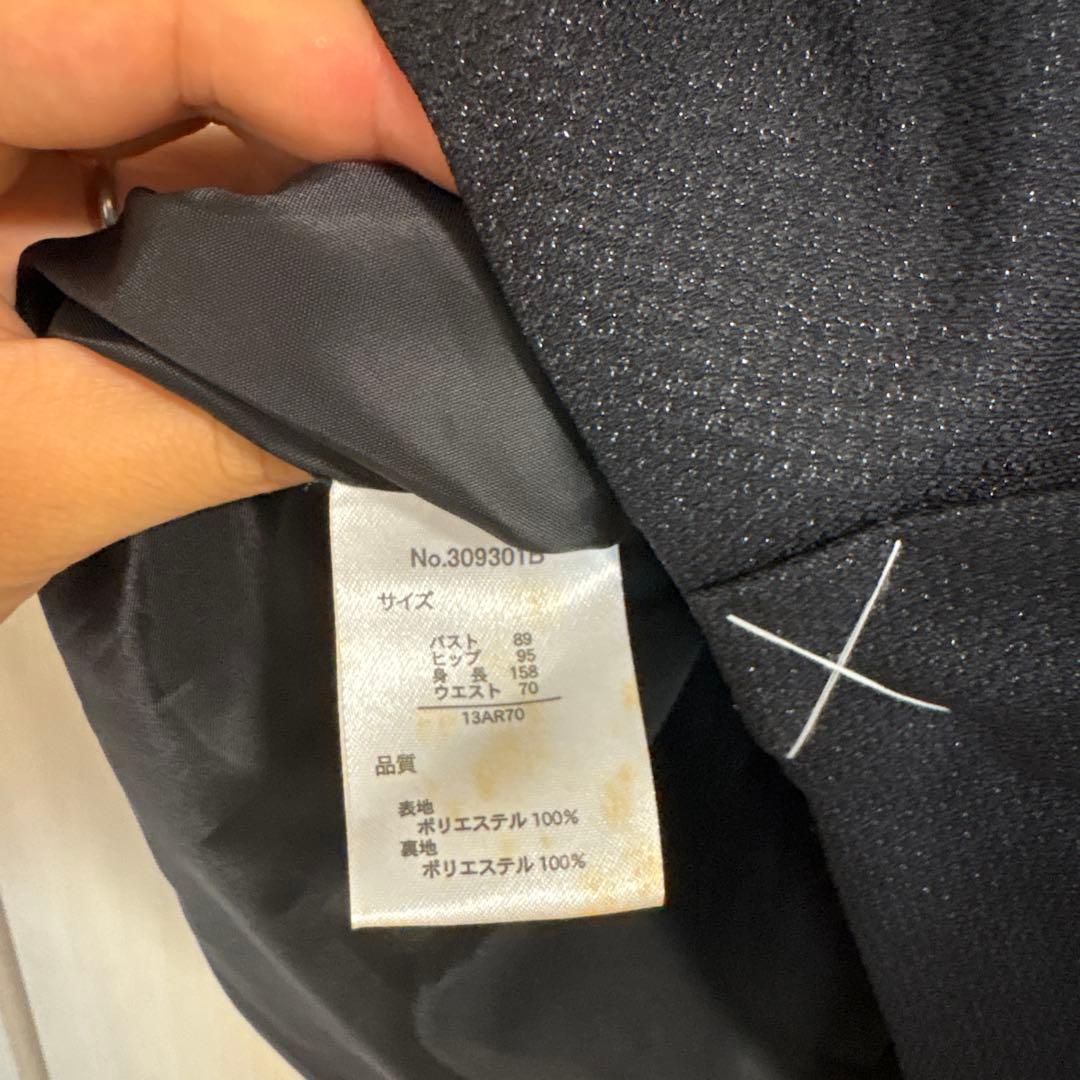 No.309301B
サイズ
バスト 89
ヒップ 95
身長 158
ウエスト 70
13AR70
品質
表地
ポリエステル 100%
裏地
ポリエステル 100%